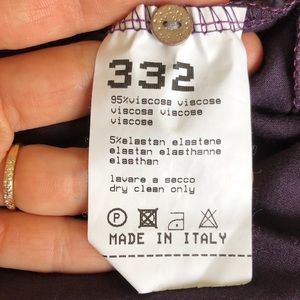 332
95%viscosa viscose
viscosa viscose
viscose
5%elastan elastene
elastan elasthanne
elasthan
lavare a secco
dry clean only
P
MADE IN ITALY